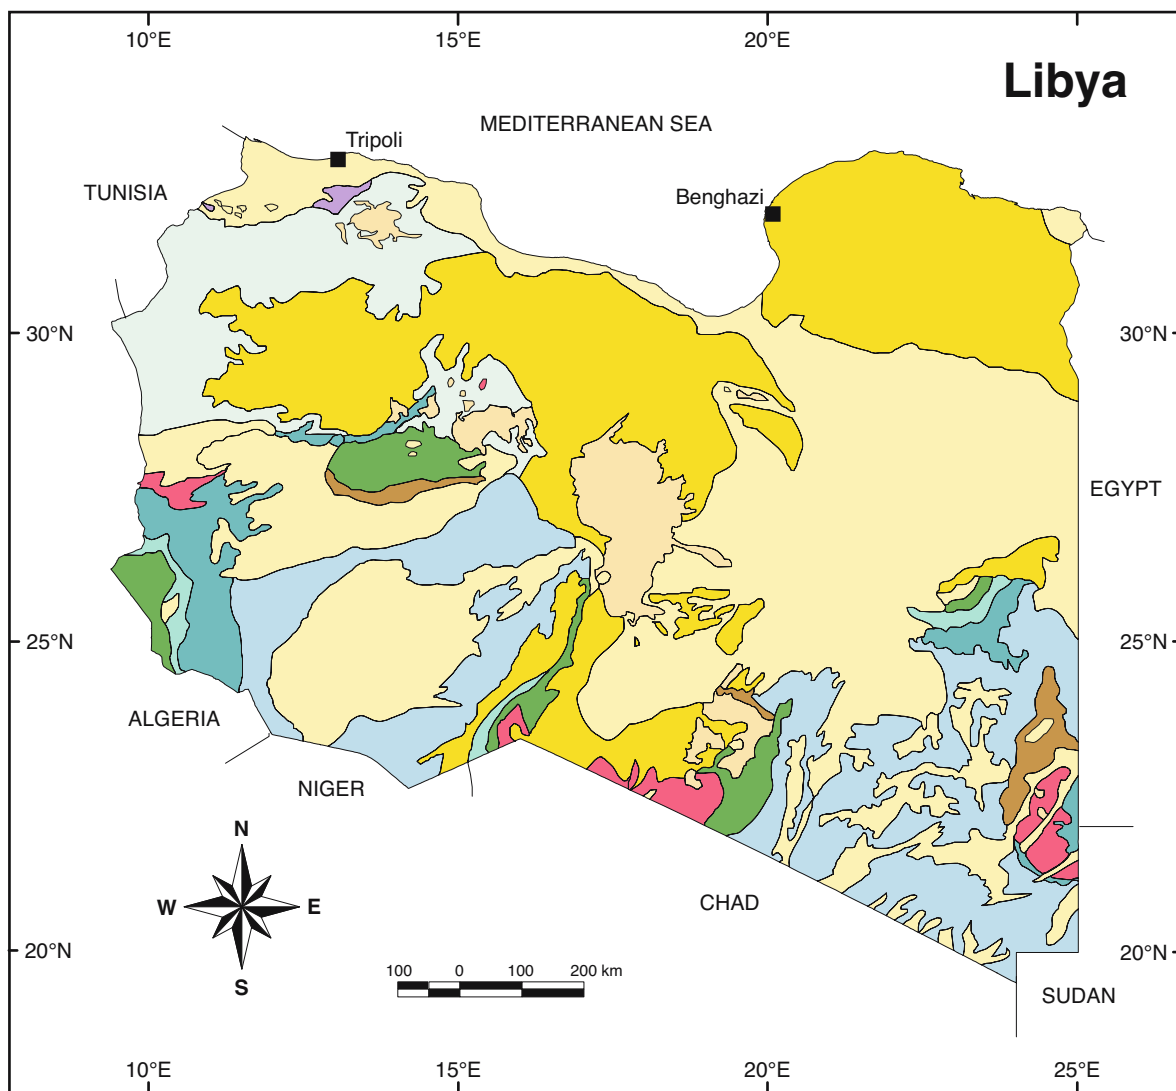 10°E 15°E 20°E
Libya
MEDITERRANEAN SEA
Tripoli
TUNISIA
Benghazi
30°N 30°N
EGYPT
25°N 25°N
ALGERIA
NIGER
N
W E
S
CHAD
20°N 20°N
100 0 100 200 km
SUDAN
10°E 15°E 20°E 25°E